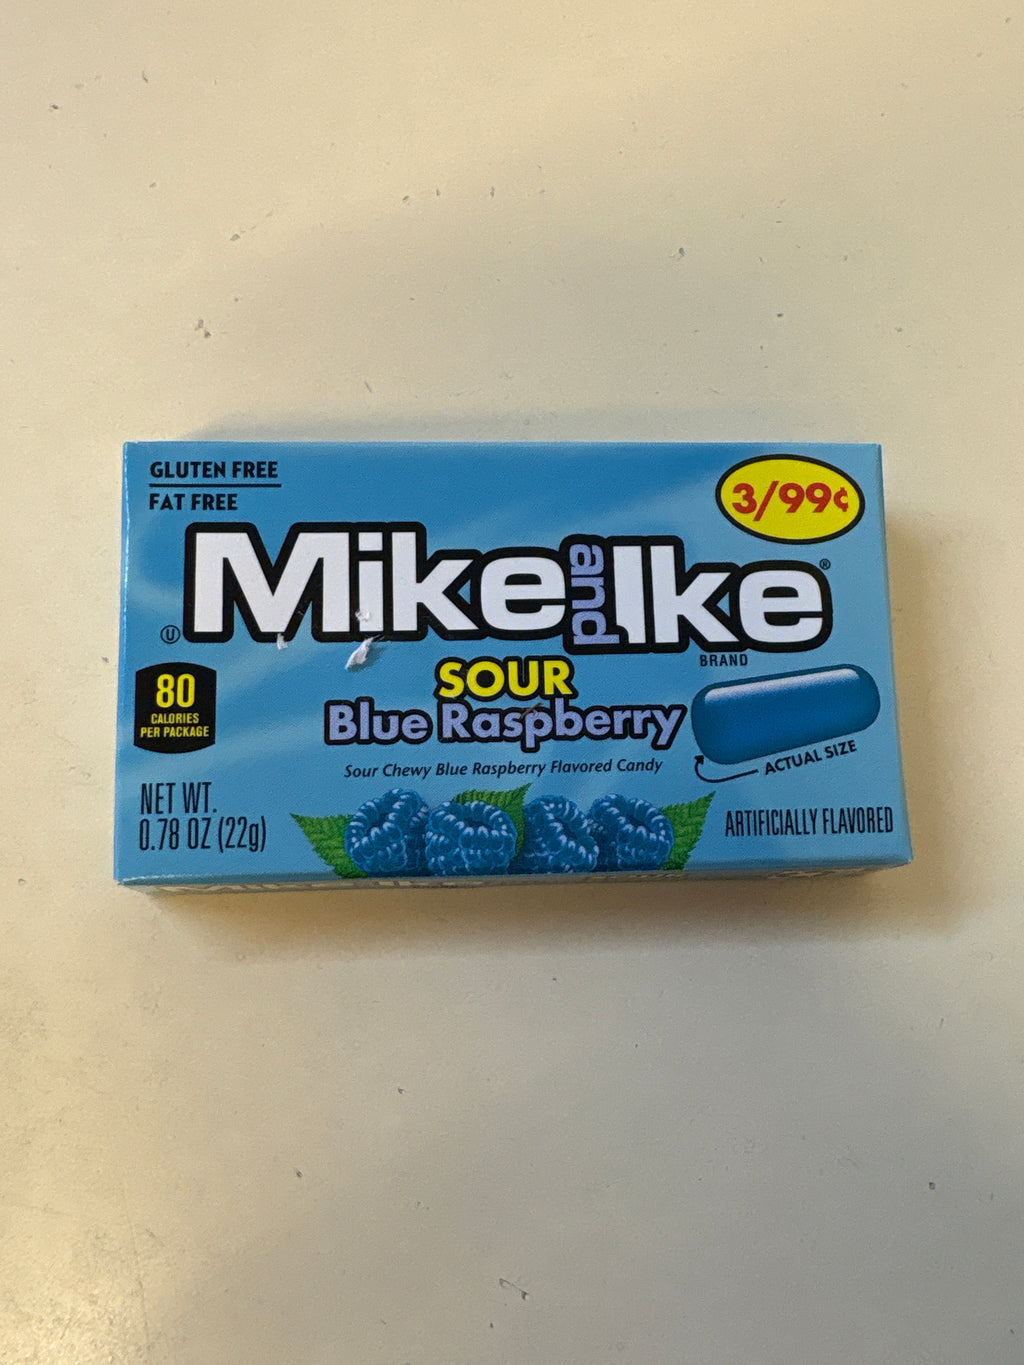 GLUTEN FREE
FAT FREE
3/99¢
Mike and Ike®
BRAND
Ⓤ
SOUR
Blue Raspberry
Sour Chewy Blue Raspberry Flavored Candy
80
CALORIES
PER PACKAGE
ACTUAL SIZE
NET WT.
0.78 OZ (22g)
ARTIFICIALLY FLAVORED